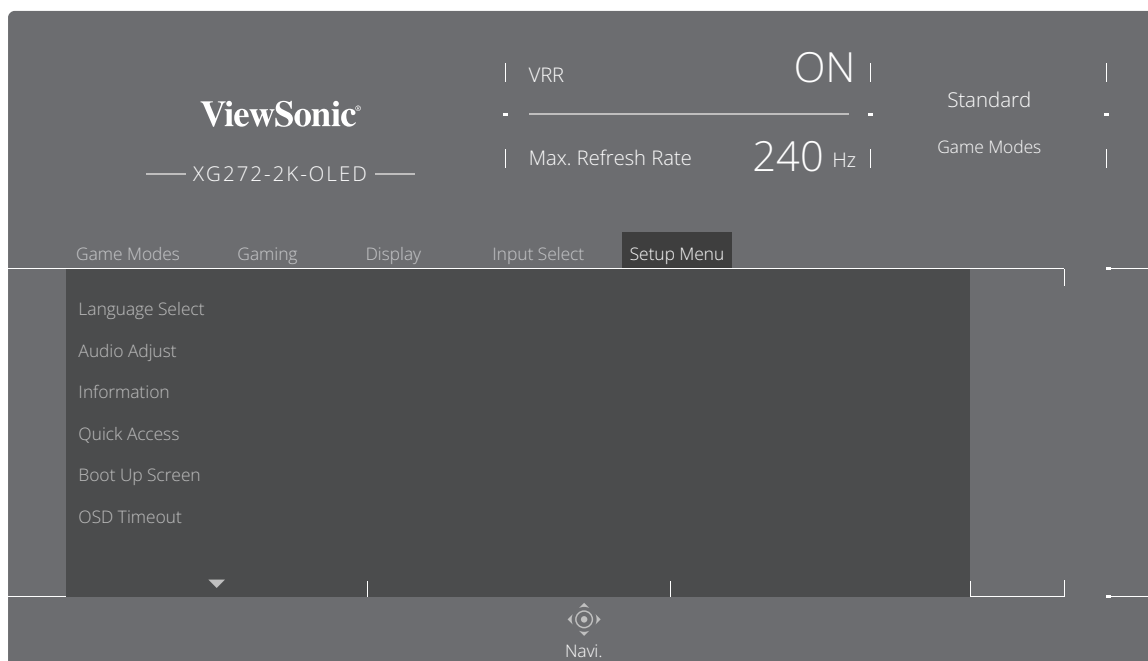 ViewSonic®
XG272-2K-OLED
VRR ON
Max. Refresh Rate 240 Hz
Standard
Game Modes
Game Modes Gaming Display Input Select Setup Menu
Language Select
Audio Adjust
Information
Quick Access
Boot Up Screen
OSD Timeout
Navi.